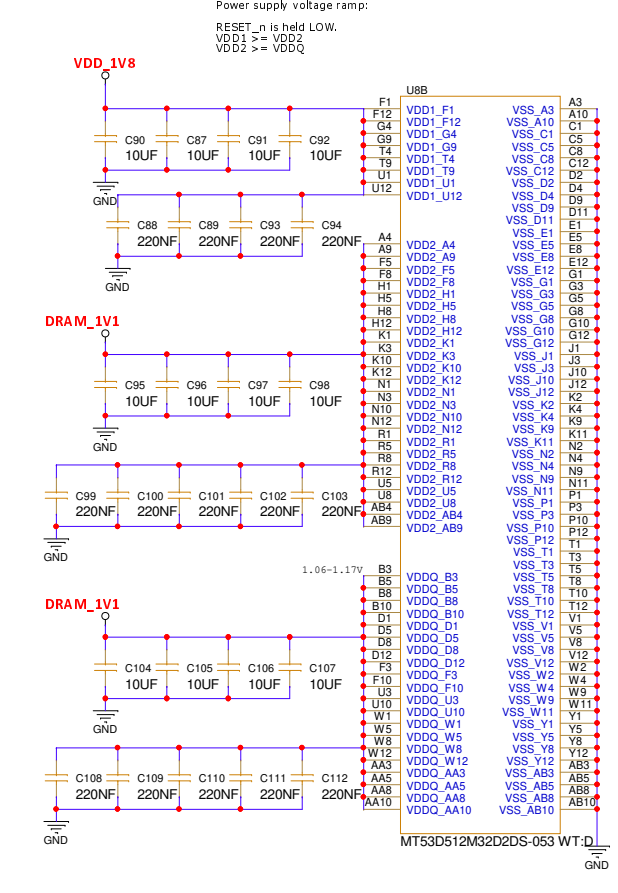 Power supply voltage ramp:
RESET_n is held LOW.
VDD1 >= VDD2
VDD2 >= VDDQ
VDD_1V8
C90 C87 C91 C92
10UF 10UF 10UF 10UF
GND
C88 C89 C93 C94
220NF 220NF 220NF 220NF
GND
DRAM_1V1
C95 C96 C97 C98
10UF 10UF 10UF 10UF
GND
C99 C100 C101 C102 C103
220NF 220NF 220NF 220NF 220NF
GND
1.06-1.17V
DRAM_1V1
C104 C105 C106 C107
10UF 10UF 10UF 10UF
GND
C108 C109 C110 C111 C112
220NF 220NF 220NF 220NF 220NF
GND
U8B
F1 VDD1_F1
F12 VDD1_F12
G4 VDD1_G4
G9 VDD1_G9
T4 VDD1_T4
T9 VDD1_T9
U1 VDD1_U1
U12 VDD1_U12
A4 VDD2_A4
A9 VDD2_A9
F5 VDD2_F5
F8 VDD2_F8
H1 VDD2_H1
H5 VDD2_H5
H8 VDD2_H8
H12 VDD2_H12
K1 VDD2_K1
K3 VDD2_K3
K10 VDD2_K10
K12 VDD2_K12
N1 VDD2_N1
N3 VDD2_N3
N10 VDD2_N10
N12 VDD2_N12
R1 VDD2_R1
R5 VDD2_R5
R8 VDD2_R8
R12 VDD2_R12
U5 VDD2_U5
U8 VDD2_U8
AB4 VDD2_AB4
AB9 VDD2_AB9
B3 VDDQ_B3
B5 VDDQ_B5
B8 VDDQ_B8
B10 VDDQ_B10
D1 VDDQ_D1
D5 VDDQ_D5
D8 VDDQ_D8
D12 VDDQ_D12
F3 VDDQ_F3
F10 VDDQ_F10
U3 VDDQ_U3
U10 VDDQ_U10
W1 VDDQ_W1
W5 VDDQ_W5
W8 VDDQ_W8
W12 VDDQ_W12
AA3 VDDQ_AA3
AA5 VDDQ_AA5
AA8 VDDQ_AA8
AA10 VDDQ_AA10
VSS_A3 A3
VSS_A10 A10
VSS_C1 C1
VSS_C5 C5
VSS_C8 C8
VSS_C12 C12
VSS_D2 D2
VSS_D4 D4
VSS_D9 D9
VSS_D11 D11
VSS_E1 E1
VSS_E5 E5
VSS_E8 E8
VSS_E12 E12
VSS_G1 G1
VSS_G3 G3
VSS_G5 G5
VSS_G8 G8
VSS_G10 G10
VSS_G12 G12
VSS_J1 J1
VSS_J3 J3
VSS_J10 J10
VSS_J12 J12
VSS_K2 K2
VSS_K4 K4
VSS_K9 K9
VSS_K11 K11
VSS_N2 N2
VSS_N4 N4
VSS_N9 N9
VSS_N11 N11
VSS_P1 P1
VSS_P3 P3
VSS_P10 P10
VSS_P12 P12
VSS_T1 T1
VSS_T3 T3
VSS_T5 T5
VSS_T8 T8
VSS_T10 T10
VSS_T12 T12
VSS_V1 V1
VSS_V5 V5
VSS_V8 V8
VSS_V12 V12
VSS_W2 W2
VSS_W4 W4
VSS_W9 W9
VSS_W11 W11
VSS_Y1 Y1
VSS_Y5 Y5
VSS_Y8 Y8
VSS_Y12 Y12
VSS_AB3 AB3
VSS_AB5 AB5
VSS_AB8 AB8
VSS_AB10 AB10
MT53D512M32D2DS-053 WT:D
GND